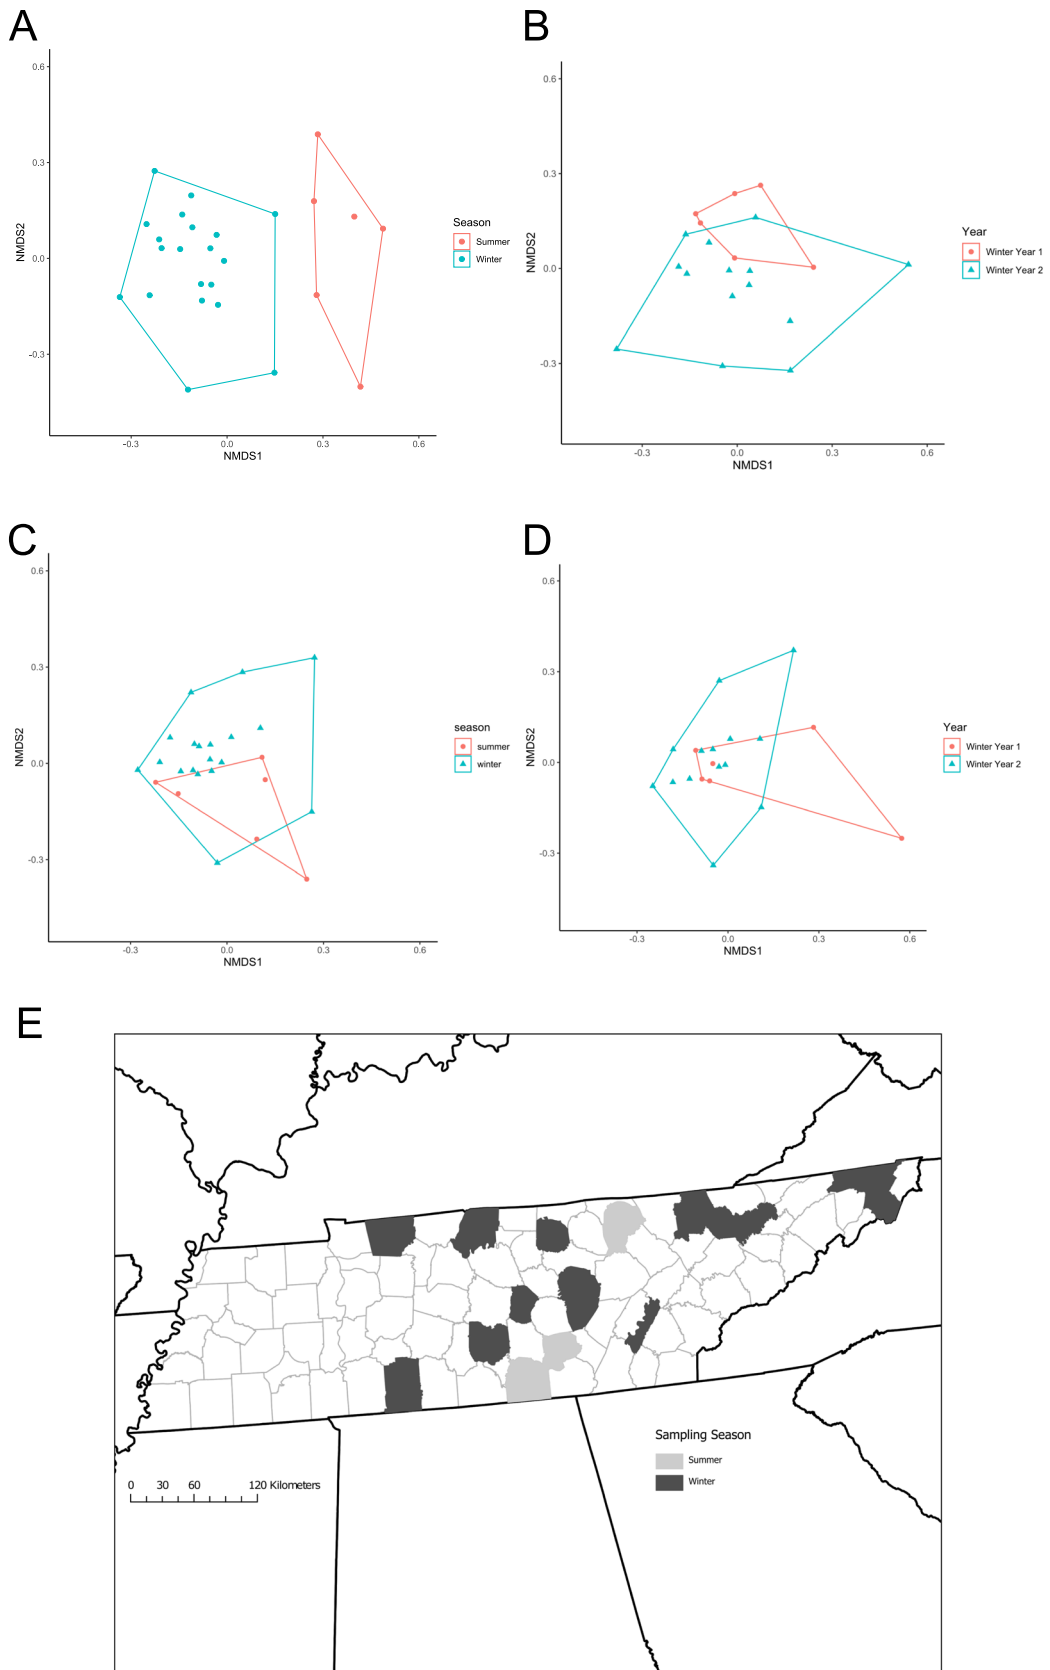 A
0.6
0.3
0.0
-0.3
NMDS2
-0.3
0.0
0.3
0.6
NMDS1
Season
Summer
Winter
B
0.6
0.3
0.0
-0.3
NMDS2
-0.3
0.0
0.3
0.6
NMDS1
Year
Winter Year 1
Winter Year 2
C
0.6
0.3
0.0
-0.3
NMDS2
-0.3
0.0
0.3
0.6
NMDS1
season
summer
winter
D
0.6
0.3
0.0
-0.3
NMDS2
-0.3
0.0
0.3
0.6
NMDS1
Year
Winter Year 1
Winter Year 2
E
Sampling Season
Summer
Winter
0 30 60 120 Kilometers